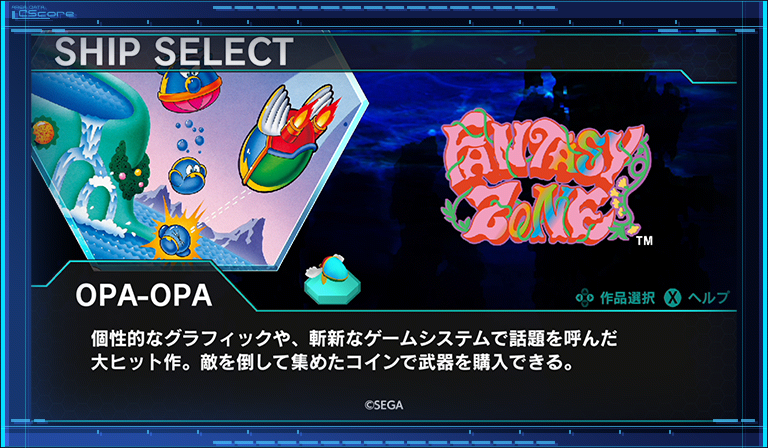 CScore
SHIP SELECT
FANTASY
ZONE
TM
OPA-OPA
作品選択 X ヘルプ
個性的なグラフィックや、斬新なゲームシステムで話題を呼んだ
大ヒット作。敵を倒して集めたコインで武器を購入できる。
©SEGA